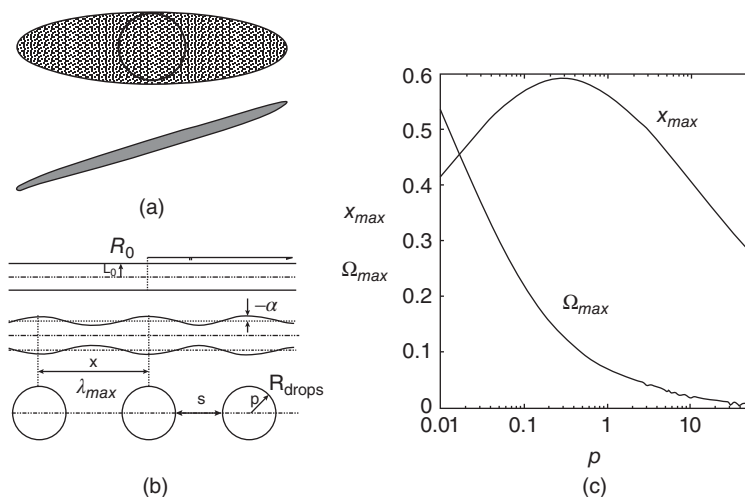 (a)
R0
L0
−α
x
λmax
Rdrops
s
p
(b)
0.6
0.5
0.4
0.3
0.2
0.1
0
xmax
Ωmax
xmax
Ωmax
0.01
0.1
1
10
p
(c)